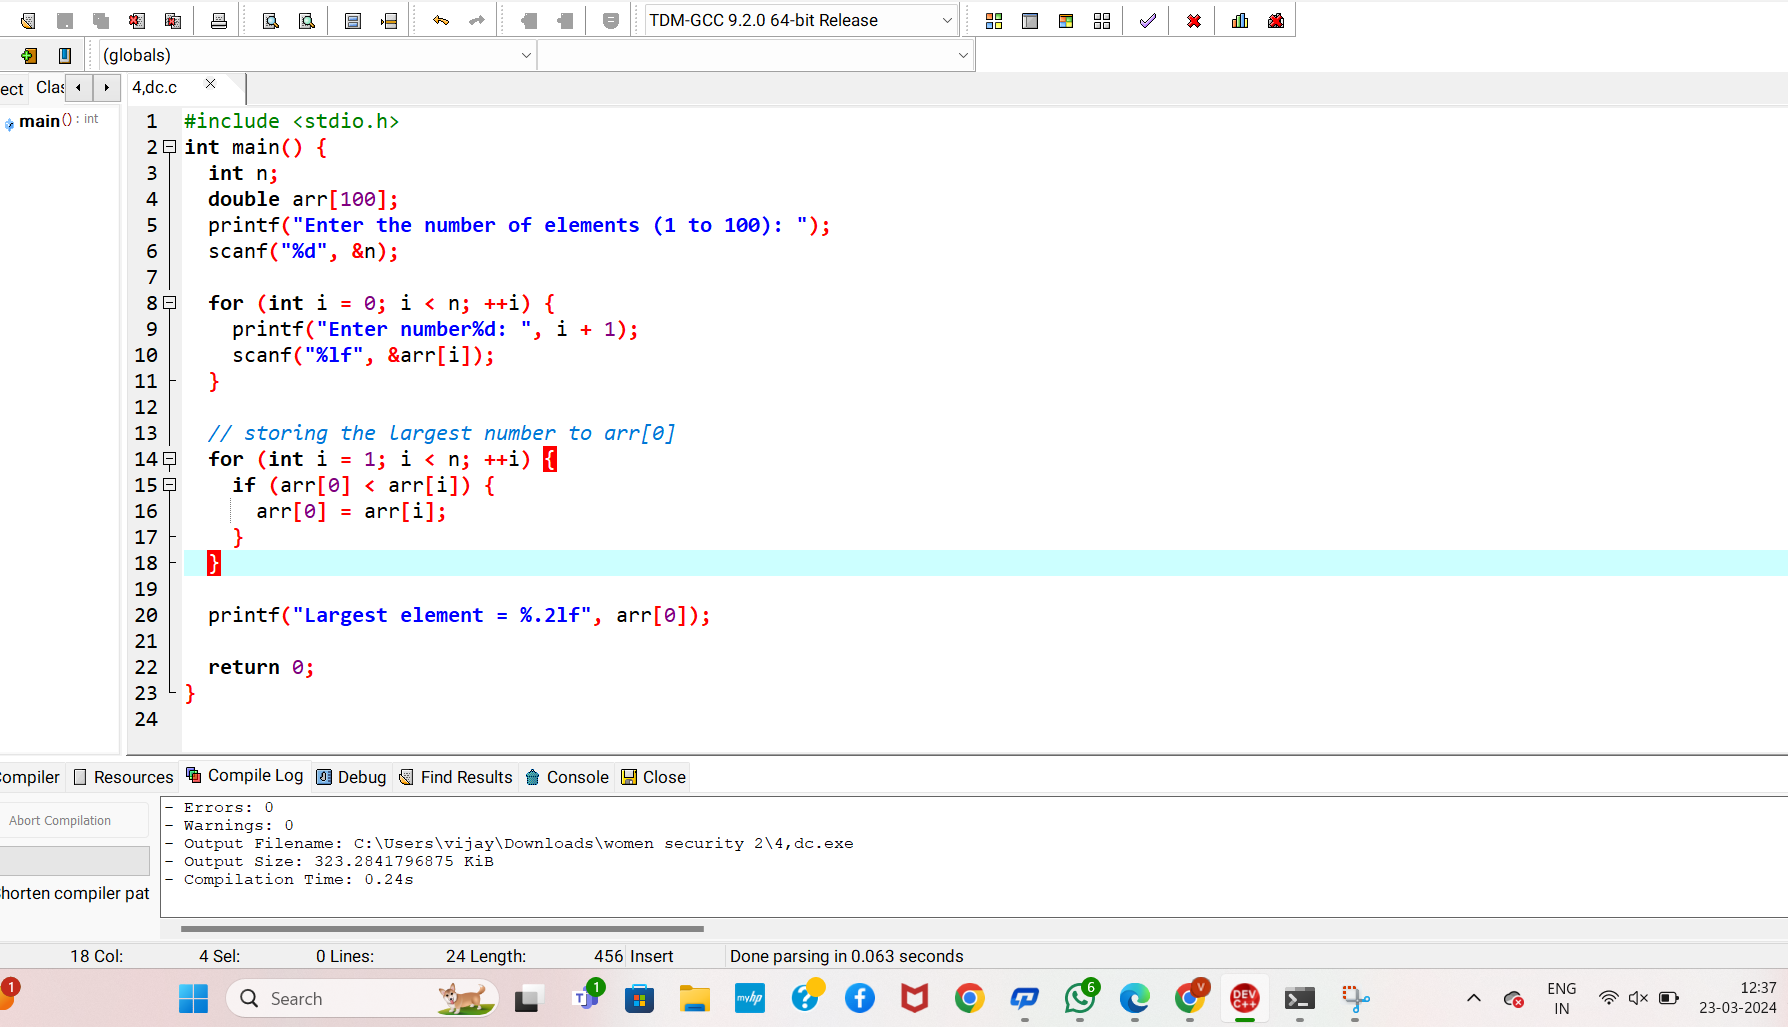 TDM-GCC 9.2.0 64-bit Release
(globals)
ect Clas 4,dc.c
main() : int
1 #include <stdio.h>
2 int main() {
3 int n;
4 double arr[100];
5 printf("Enter the number of elements (1 to 100): ");
6 scanf("%d", &n);
7
8 for (int i = 0; i < n; ++i) {
9 printf("Enter number%d: ", i + 1);
10 scanf("%lf", &arr[i]);
11 }
12
13 // storing the largest number to arr[0]
14 for (int i = 1; i < n; ++i) {
15 if (arr[0] < arr[i]) {
16 arr[0] = arr[i];
17 }
18 }
19
20 printf("Largest element = %.2lf", arr[0]);
21
22 return 0;
23 }
24
ompiler Resources Compile Log Debug Find Results Console Close
Abort Compilation
horten compiler pat
- Errors: 0
- Warnings: 0
- Output Filename: C:\Users\vijay\Downloads\women security 2\4,dc.exe
- Output Size: 323.2841796875 KiB
- Compilation Time: 0.24s
18 Col: 4 Sel: 0 Lines: 24 Length: 456 Insert Done parsing in 0.063 seconds
1
Search
T 1
myhp
?
6
V
DEV C++
ENG
IN
12:37
23-03-2024